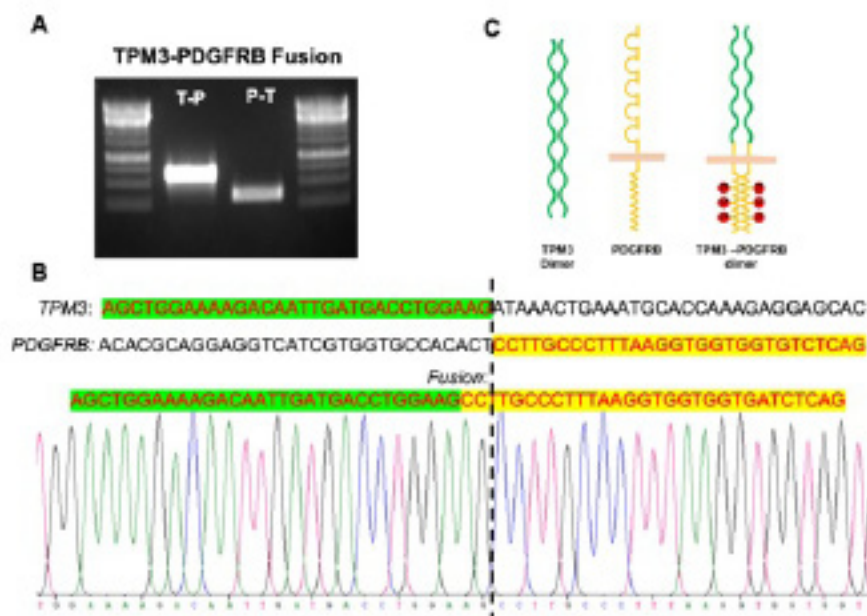 A
TPM3-PDGFRB Fusion
T-P P-T
C
TPM3
Dimer
PDGFRB
TPM3-PDGFRB
dimer
B
TPM3: AGCTGGAAAAGACAATTGATGACCTGGAAGATAAACTGAAATGCACCAAAGAGGAGCAC
PDGFRB: ACACGCAGGAGGTCATCGTGGTGCCACACTCCTTGCCCTTTAAGGTGGTGGTGTCTCAG
Fusion:
AGCTGGAAAAGACAATTGATGACCTGGAAGCCTTGCCCTTTAAGGTGGTGGTGATCTCAG